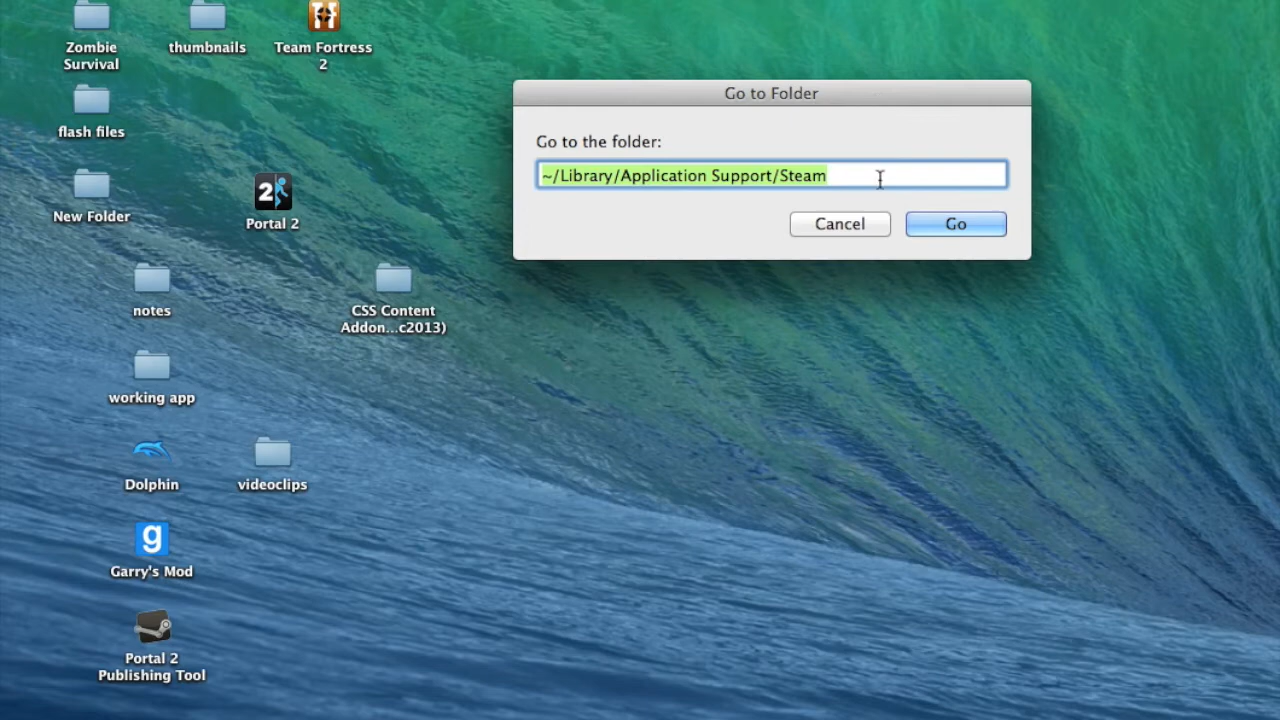 Zombie
Survival
thumbnails
Team Fortress
2
flash files
New Folder
2
Portal 2
notes
CSS Content
Addon...c2013)
working app
Dolphin
videoclips
g
Garry's Mod
Portal 2
Publishing Tool
Go to Folder
Go to the folder:
~/Library/Application Support/Steam
Cancel
Go